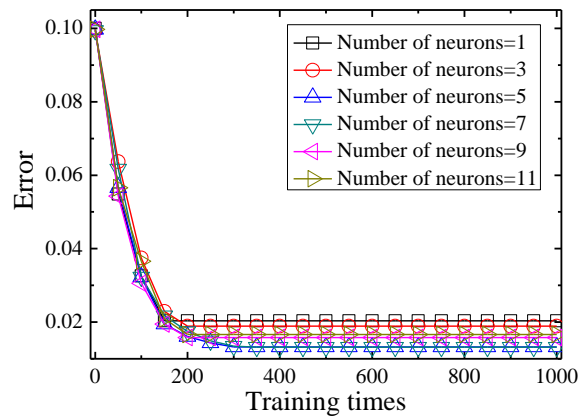 0.10
0.08
0.06
0.04
0.02
Error
Number of neurons=1
Number of neurons=3
Number of neurons=5
Number of neurons=7
Number of neurons=9
Number of neurons=11
0 200 400 600 800 1000
Training times